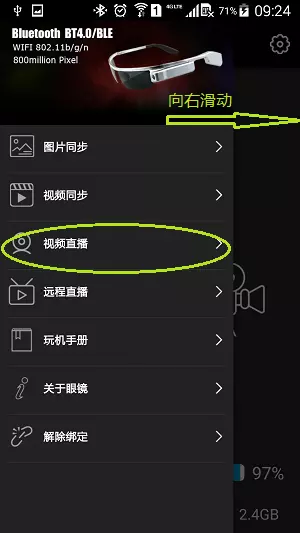 4G LTE 71% 09:24
Bluetooth BT4.0/BLE
WIFI 802.11b/g/n
800million Pixel
向右滑动
图片同步
视频同步
视频直播
远程直播
玩机手册
关于眼镜
解除绑定
97%
2.4GB